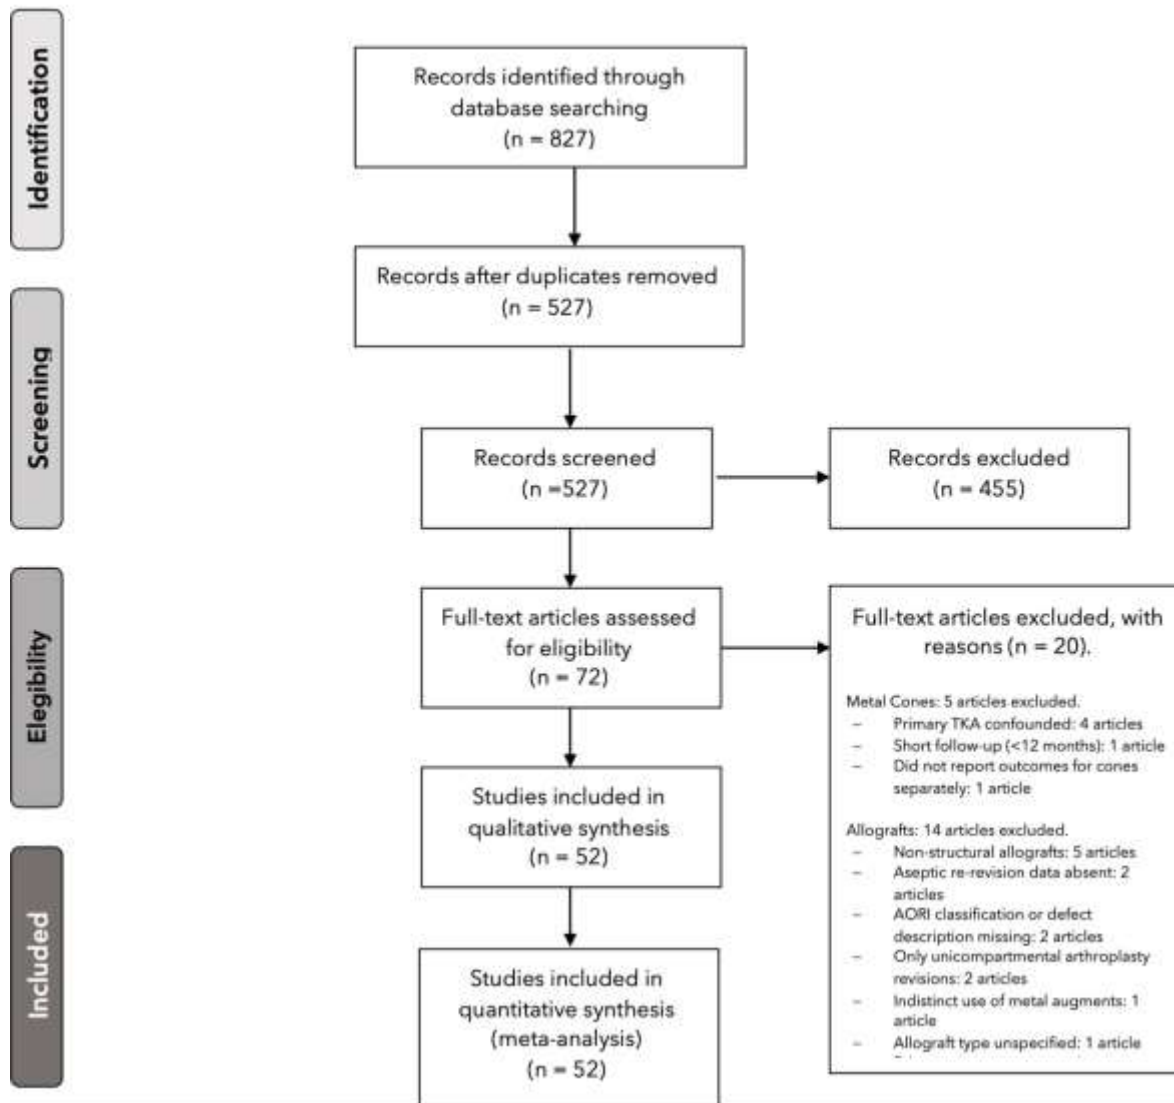 Identification
Records identified through
database searching
(n = 827)
Records after duplicates removed
(n = 527)
Screening
Records screened
(n =527)
Records excluded
(n = 455)
Elegibility
Full-text articles assessed
for eligibility
(n = 72)
Full-text articles excluded, with
reasons (n = 20).
Metal Cones: 5 articles excluded.
– Primary TKA confounded: 4 articles
– Short follow-up (<12 months): 1 article
– Did not report outcomes for cones
separately: 1 article
Allografts: 14 articles excluded.
– Non-structural allografts: 5 articles
– Aseptic re-revision data absent: 2
articles
– AORI classification or defect
description missing: 2 articles
– Only unicompartmental arthroplasty
revisions: 2 articles
– Indistinct use of metal augments: 1
article
– Allograft type unspecified: 1 article
Studies included in
qualitative synthesis
(n = 52)
Included
Studies included in
quantitative synthesis
(meta-analysis)
(n = 52)